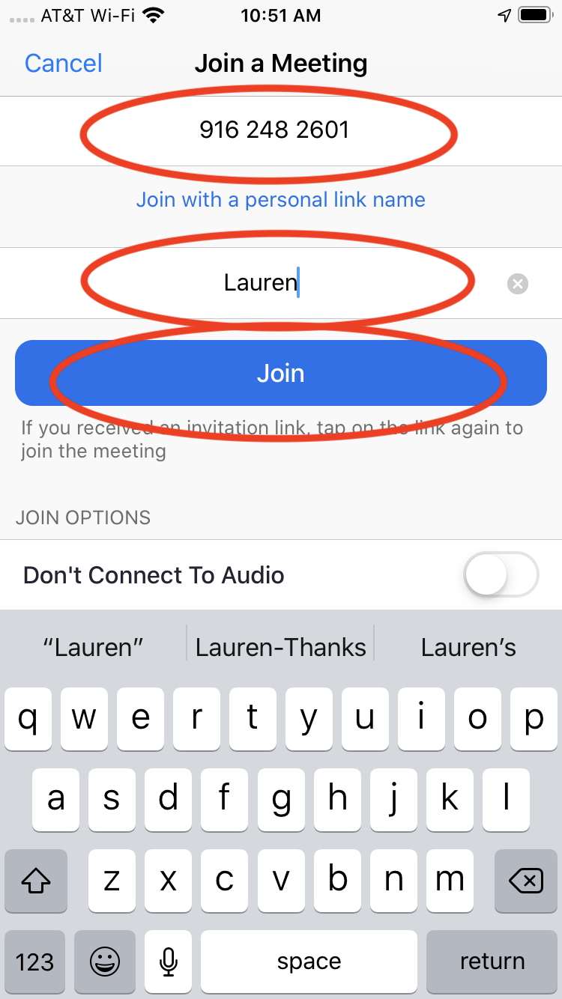 AT&T Wi-Fi 10:51 AM
Cancel Join a Meeting
916 248 2601
Join with a personal link name
Lauren
Join
If you received an invitation link, tap on the link again to
join the meeting
JOIN OPTIONS
Don't Connect To Audio
“Lauren” Lauren-Thanks Lauren’s
q w e r t y u i o p
a s d f g h j k l
z x c v b n m
123 space return